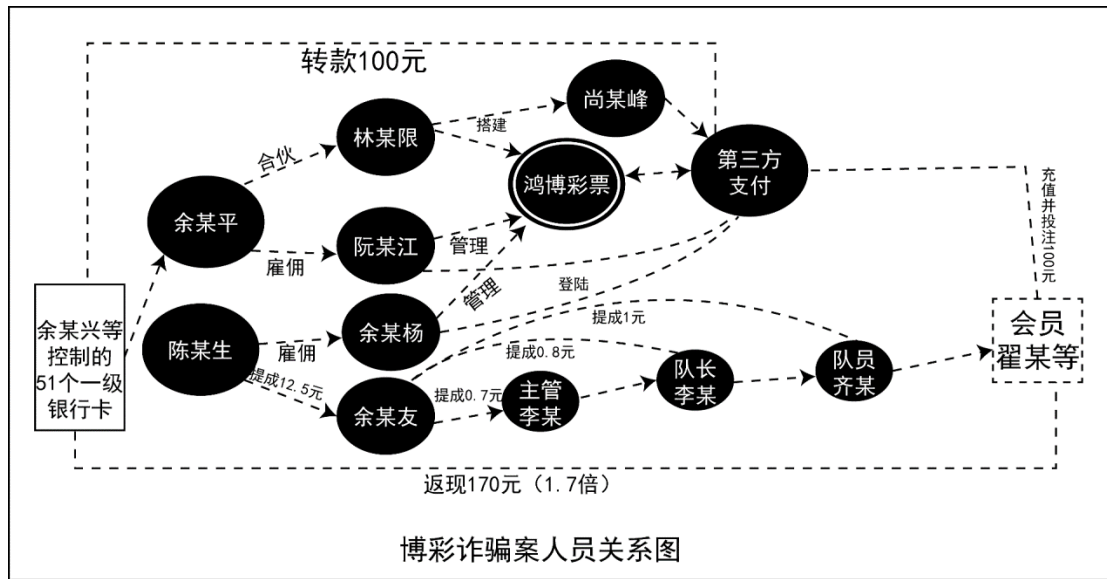 转款100元
尚某峰
林某限
搭建
第三方
支付
合伙
鸿博彩票
充值并投注100元
余某平
阮某江
管理
雇佣
登陆
管理
余某兴等
控制的
51个一级
银行卡
陈某生
雇佣
余某杨
提成1元
会员
翟某等
提成0.8元
提成12.5元
队长
李某
队员
齐某
余某友
提成0.7元
主管
李某
返现170元（1.7倍）
博彩诈骗案人员关系图